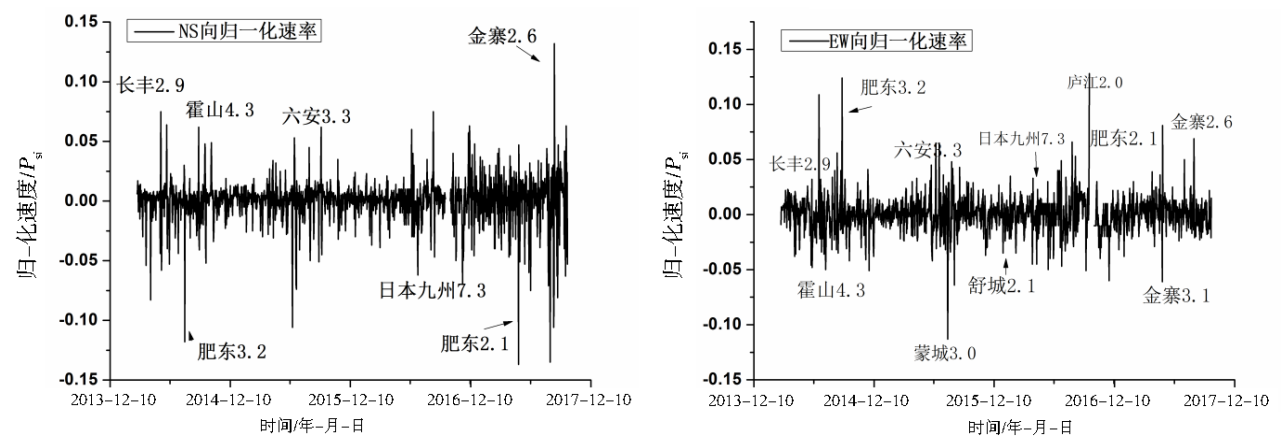 NS向归一化速率
0.15
0.10
0.05
0.00
-0.05
-0.10
-0.15
归一化速度/Psi
长丰2.9
霍山4.3
六安3.3
金寨2.6
日本九州7.3
肥东3.2
肥东2.1
2013-12-10
2014-12-10
2015-12-10
2016-12-10
2017-12-10
时间/年-月-日
EW向归一化速率
0.15
0.10
0.05
0.00
-0.05
-0.10
-0.15
归一化速度/Psi
肥东3.2
庐江2.0
长丰2.9
六安3.3
日本九州7.3
肥东2.1
金寨2.6
霍山4.3
舒城2.1
金寨3.1
蒙城3.0
2013-12-10
2014-12-10
2015-12-10
2016-12-10
2017-12-10
时间/年-月-日